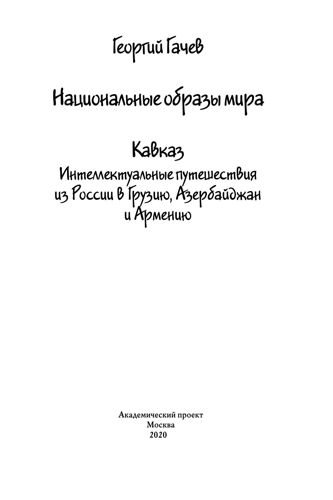 Георгий Гачев
Национальные образы мира
Кавказ
Интеллектуальные путешествия
из России в Грузию, Азербайджан
и Армению
Академический проект
Москва
2020